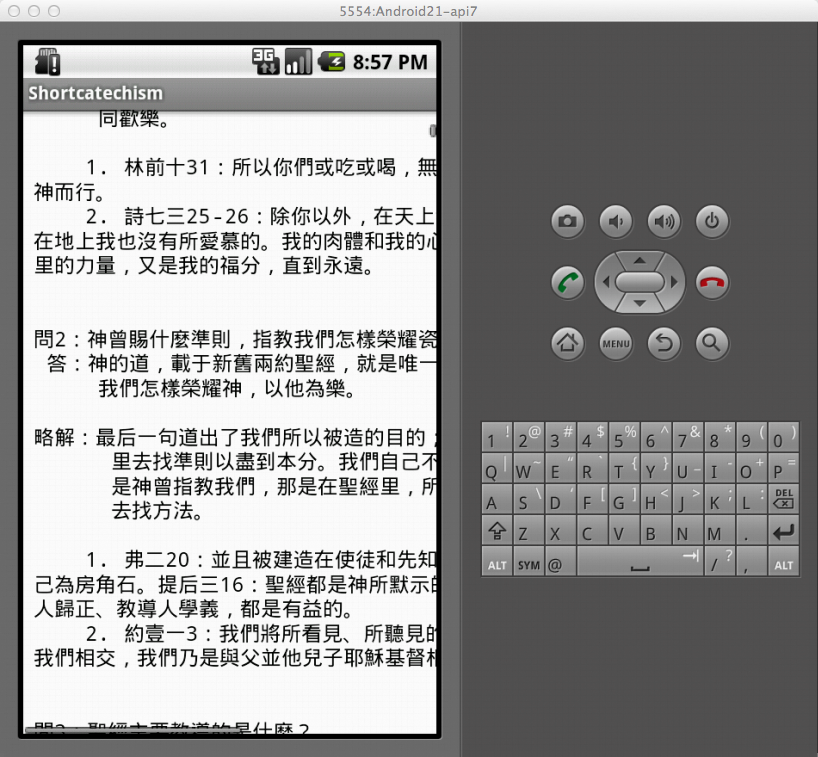 5554:Android21-api7
3G 8:57 PM
Shortcatechism
同歡樂。
1. 林前十31：所以你們或吃或喝，無
神而行。
2. 詩七三25-26：除你以外，在天上
在地上我也沒有所愛慕的。我的肉體和我的心
里的力量，又是我的福分，直到永遠。
問2：神曾賜什麼準則，指教我們怎樣榮耀
答：神的道，載于新舊兩約聖經，就是唯一
我們怎樣榮耀神，以他為樂。
略解：最后一句道出了我們所以被造的目的；
里去找準則以盡到本分。我們自己不
是神曾指教我們，那是在聖經里，所
去找方法。
1. 弗二20：並且被建造在使徒和先知
己為房角石。提后三16：聖經都是神所默示的
人歸正、教導人學義，都是有益的。
2. 約壹一3：我們將所看見、所聽見的
我們相交，我們乃是與父並他兒子耶穌基督相
問3：聖經主要教導的是什麼？
MENU
1 ! 2 @ 3 # 4 $ 5 % 6 ^ 7 & 8 * 9 ( 0 )
Q | W ~ E “ R ` T { Y } U _ I - O + P =
A S \ D ' F [ G ] H < J > K ; L : DEL
Z X C V B N M .
ALT SYM @ / ? , ALT